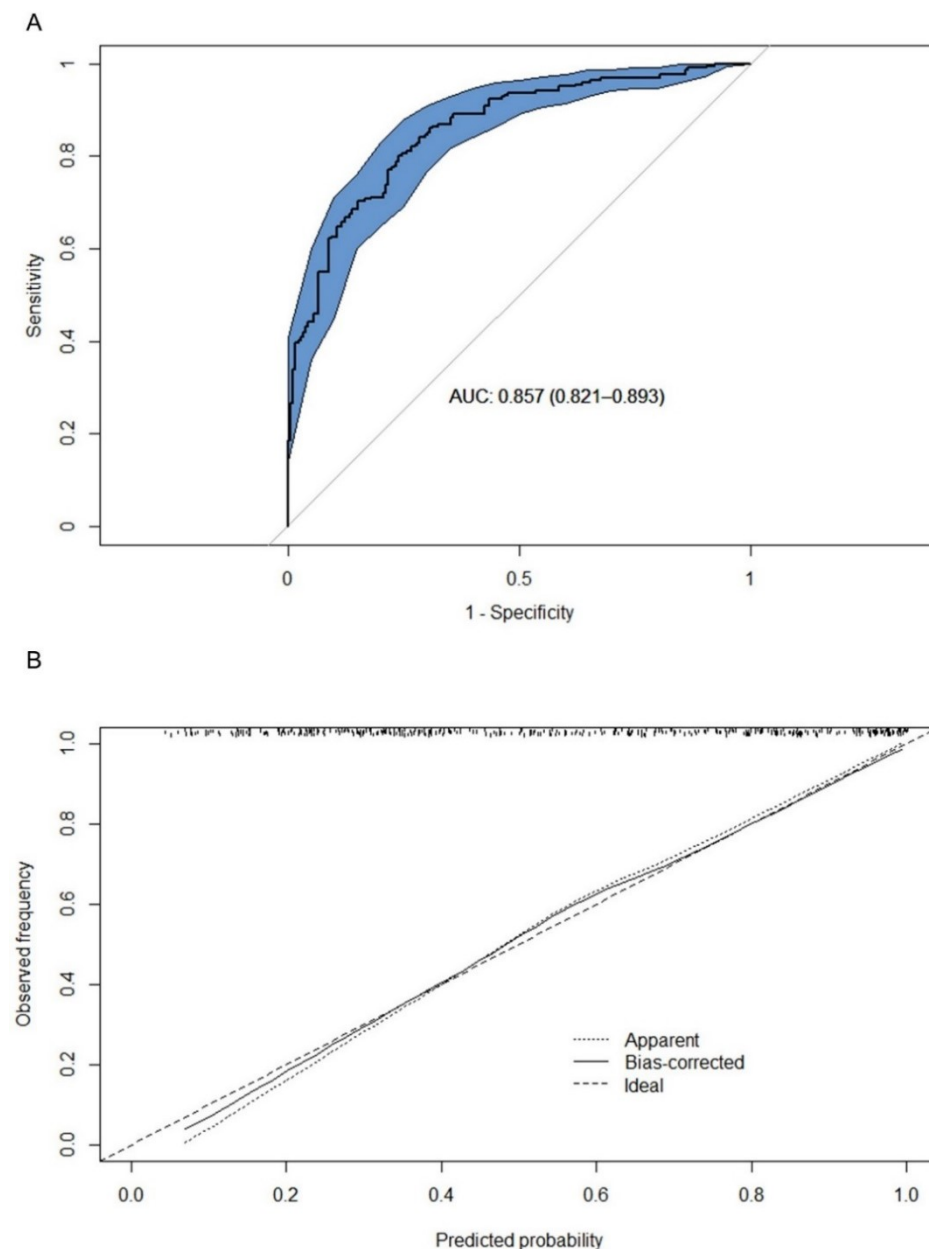 A
1
0.8
0.6
0.4
0.2
0
Sensitivity
AUC: 0.857 (0.821–0.893)
0 0.5 1
1 - Specificity
B
1.0
0.8
0.6
0.4
0.2
0.0
Observed frequency
Apparent
Bias-corrected
Ideal
0.0 0.2 0.4 0.6 0.8 1.0
Predicted probability